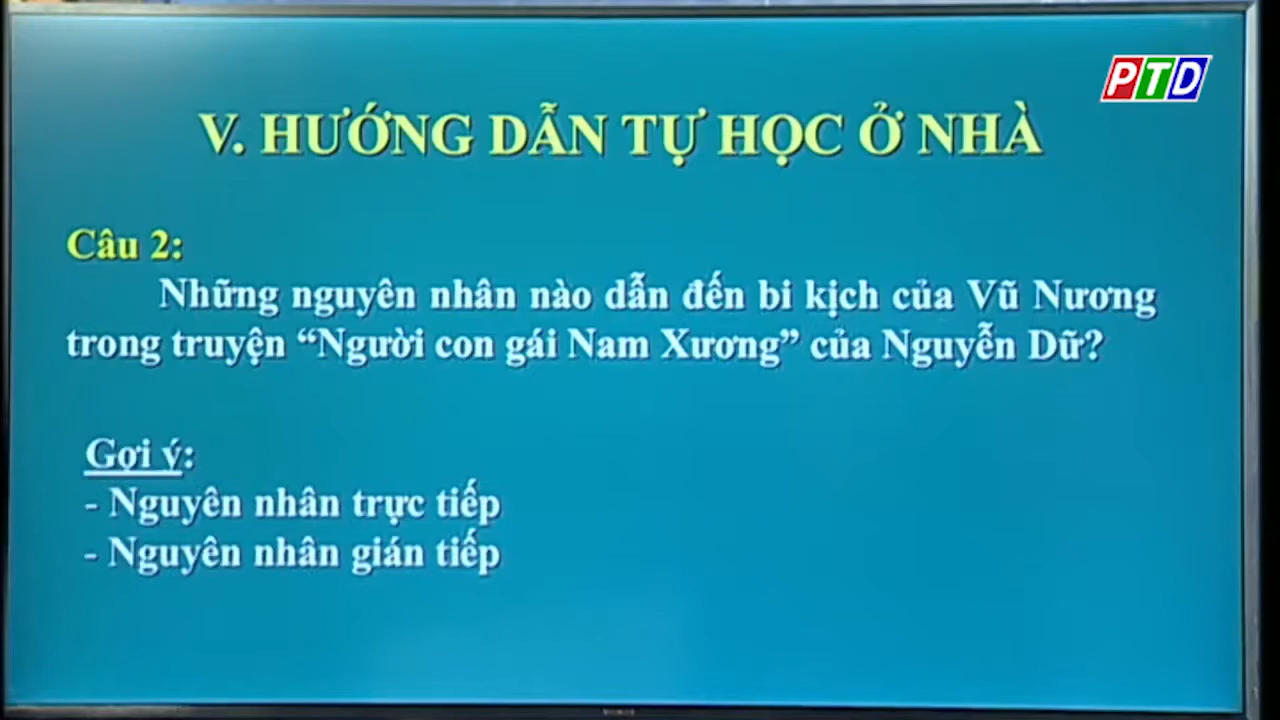 PTD
V. HƯỚNG DẪN TỰ HỌC Ở NHÀ
Câu 2:
Những nguyên nhân nào dẫn đến bi kịch của Vũ Nương
trong truyện “Người con gái Nam Xương” của Nguyễn Dữ?
Gợi ý:
- Nguyên nhân trực tiếp
- Nguyên nhân gián tiếp